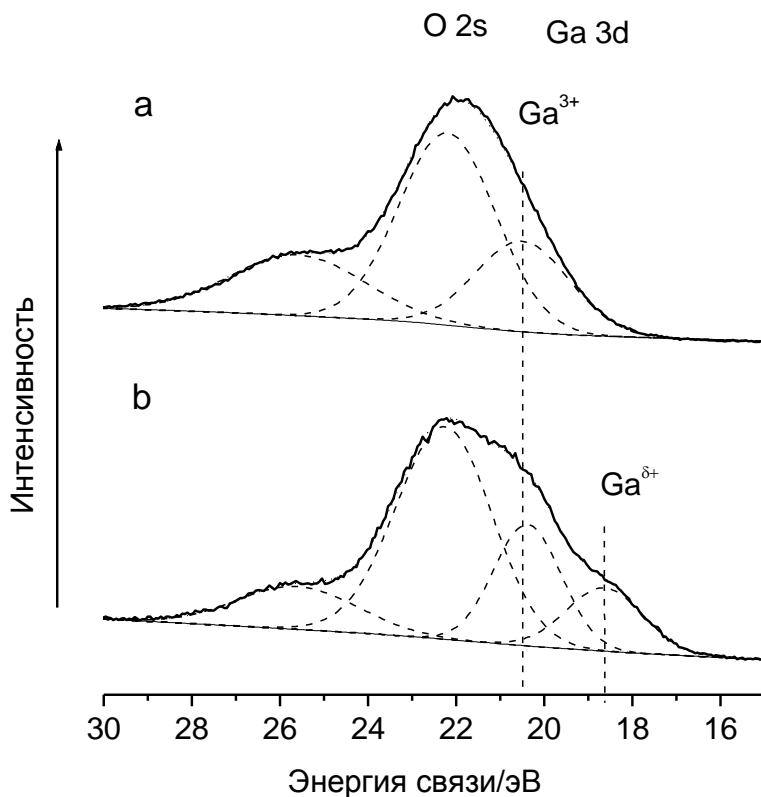 O 2s Ga 3d
a
Ga³⁺
b
Gaᵟ⁺
Интенсивность
30 28 26 24 22 20 18 16
Энергия связи/эВ